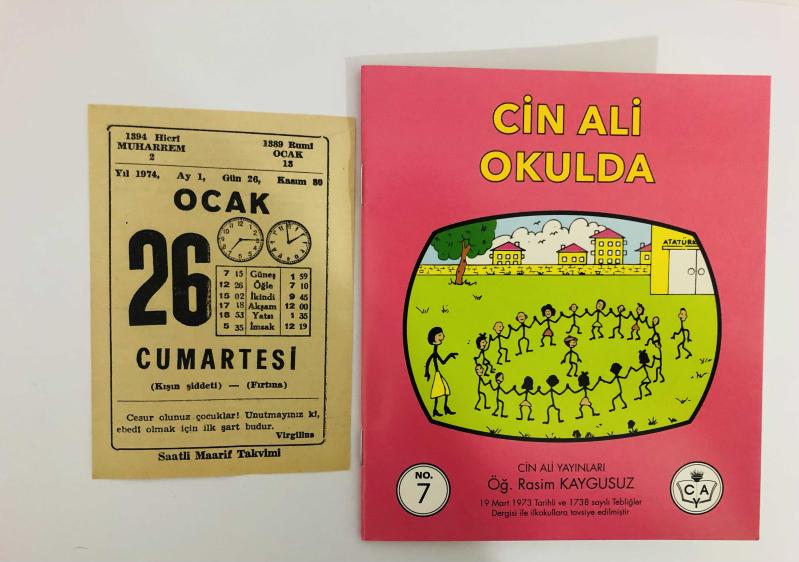 1394 Hicrî
MUHARREM
2
1389 Rumî
OCAK
13
Yıl 1974, Ay 1, Gün 26, Kasım 80
OCAK
26
7 15 Güneş 1 59
12 26 Öğle 7 10
15 02 İkindi 9 45
17 18 Akşam 12 00
18 53 Yatsı 1 35
5 35 İmsak 12 19
CUMARTESİ
(Kışın şiddeti) — (Fırtına)
Cesur olunuz çocuklar! Unutmayınız ki,
ebedî olmak için ilk şart budur.
Virgilius
Saatli Maarif Takvimi
CİN ALİ
OKULDA
ATATÜRK
CİN ALİ YAYINLARI
Öğ. Rasim KAYGUSUZ
19 Mart 1973 Tarihli ve 1738 sayılı Tebliğler
Dergisi ile ilkokullara tavsiye edilmiştir
NO.
7
C A
Y